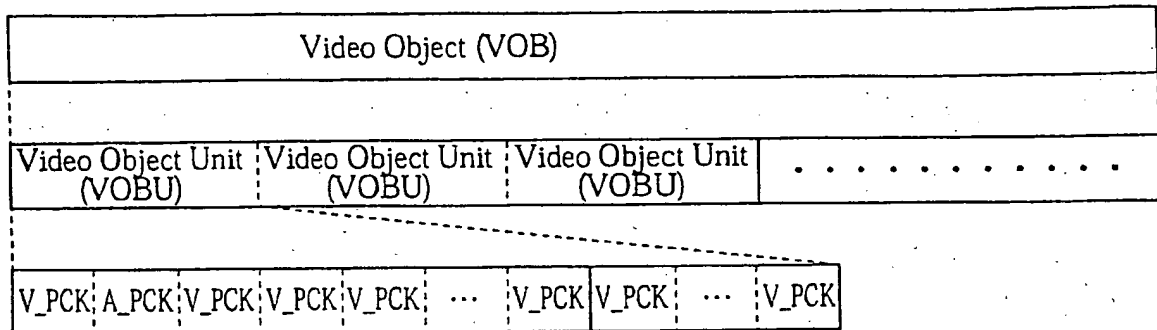 Video Object (VOB)
Video Object Unit Video Object Unit Video Object Unit . . . . . . . . . . .
(VOBU) (VOBU) (VOBU)
V_PCK A_PCK V_PCK V_PCK V_PCK ... V_PCK V_PCK ... V_PCK